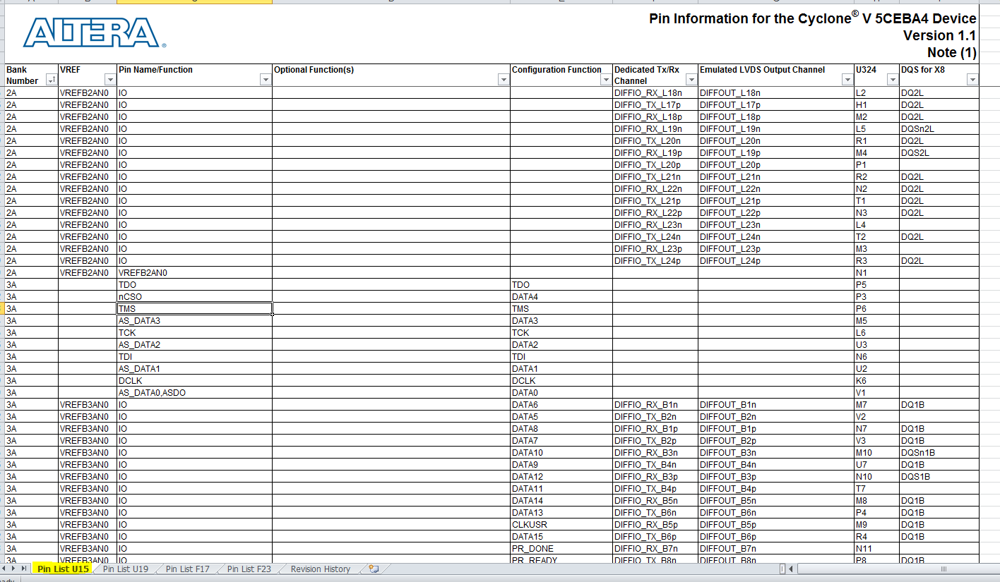 ALTERA®
Pin Information for the Cyclone® V 5CEBA4 Device
Version 1.1
Note (1)
Bank Number VREF Pin Name/Function Optional Function(s) Configuration Function Dedicated Tx/Rx Channel Emulated LVDS Output Channel U324 DQS for X8
2A VREFB2AN0 IO DIFFIO_RX_L18n DIFFOUT_L18n L2 DQ2L
2A VREFB2AN0 IO DIFFIO_TX_L17p DIFFOUT_L17p H1 DQ2L
2A VREFB2AN0 IO DIFFIO_RX_L18p DIFFOUT_L18p M2 DQ2L
2A VREFB2AN0 IO DIFFIO_RX_L19n DIFFOUT_L19n L5 DQSn2L
2A VREFB2AN0 IO DIFFIO_TX_L20n DIFFOUT_L20n R1 DQ2L
2A VREFB2AN0 IO DIFFIO_RX_L19p DIFFOUT_L19p M4 DQS2L
2A VREFB2AN0 IO DIFFIO_TX_L20p DIFFOUT_L20p P1
2A VREFB2AN0 IO DIFFIO_TX_L21n DIFFOUT_L21n R2 DQ2L
2A VREFB2AN0 IO DIFFIO_RX_L22n DIFFOUT_L22n N2 DQ2L
2A VREFB2AN0 IO DIFFIO_TX_L21p DIFFOUT_L21p T1 DQ2L
2A VREFB2AN0 IO DIFFIO_RX_L22p DIFFOUT_L22p N3 DQ2L
2A VREFB2AN0 IO DIFFIO_RX_L23n DIFFOUT_L23n L4
2A VREFB2AN0 IO DIFFIO_TX_L24n DIFFOUT_L24n T2 DQ2L
2A VREFB2AN0 IO DIFFIO_RX_L23p DIFFOUT_L23p M3
2A VREFB2AN0 IO DIFFIO_TX_L24p DIFFOUT_L24p R3 DQ2L
2A VREFB2AN0 VREFB2AN0 N1
3A TDO TDO P5
3A nCSO DATA4 P3
3A TMS TMS P6
3A AS_DATA3 DATA3 M5
3A TCK TCK L6
3A AS_DATA2 DATA2 U3
3A TDI TDI N6
3A AS_DATA1 DATA1 U2
3A DCLK DCLK K6
3A AS_DATA0,ASDO DATA0 V1
3A VREFB3AN0 IO DATA6 DIFFIO_RX_B1n DIFFOUT_B1n M7 DQ1B
3A VREFB3AN0 IO DATA5 DIFFIO_TX_B2n DIFFOUT_B2n V2
3A VREFB3AN0 IO DATA8 DIFFIO_RX_B1p DIFFOUT_B1p N7 DQ1B
3A VREFB3AN0 IO DATA7 DIFFIO_TX_B2p DIFFOUT_B2p V3 DQ1B
3A VREFB3AN0 IO DATA10 DIFFIO_RX_B3n DIFFOUT_B3n M10 DQSn1B
3A VREFB3AN0 IO DATA9 DIFFIO_TX_B4n DIFFOUT_B4n U7 DQ1B
3A VREFB3AN0 IO DATA12 DIFFIO_RX_B3p DIFFOUT_B3p N10 DQS1B
3A VREFB3AN0 IO DATA11 DIFFIO_TX_B4p DIFFOUT_B4p T7
3A VREFB3AN0 IO DATA14 DIFFIO_RX_B5n DIFFOUT_B5n M8 DQ1B
3A VREFB3AN0 IO DATA13 DIFFIO_TX_B6n DIFFOUT_B6n P4 DQ1B
3A VREFB3AN0 IO CLKUSR DIFFIO_RX_B5p DIFFOUT_B5p M9 DQ1B
3A VREFB3AN0 IO DATA15 DIFFIO_TX_B6p DIFFOUT_B6p R4 DQ1B
3A VREFB3AN0 IO PR_DONE DIFFIO_RX_B7n DIFFOUT_B7n N11
3A VREFB3AN0 IO PR_READY DIFFIO_TX_B8n DIFFOUT_B8n P8 DQ1B
Pin List U15 Pin List U19 Pin List F17 Pin List F23 Revision History